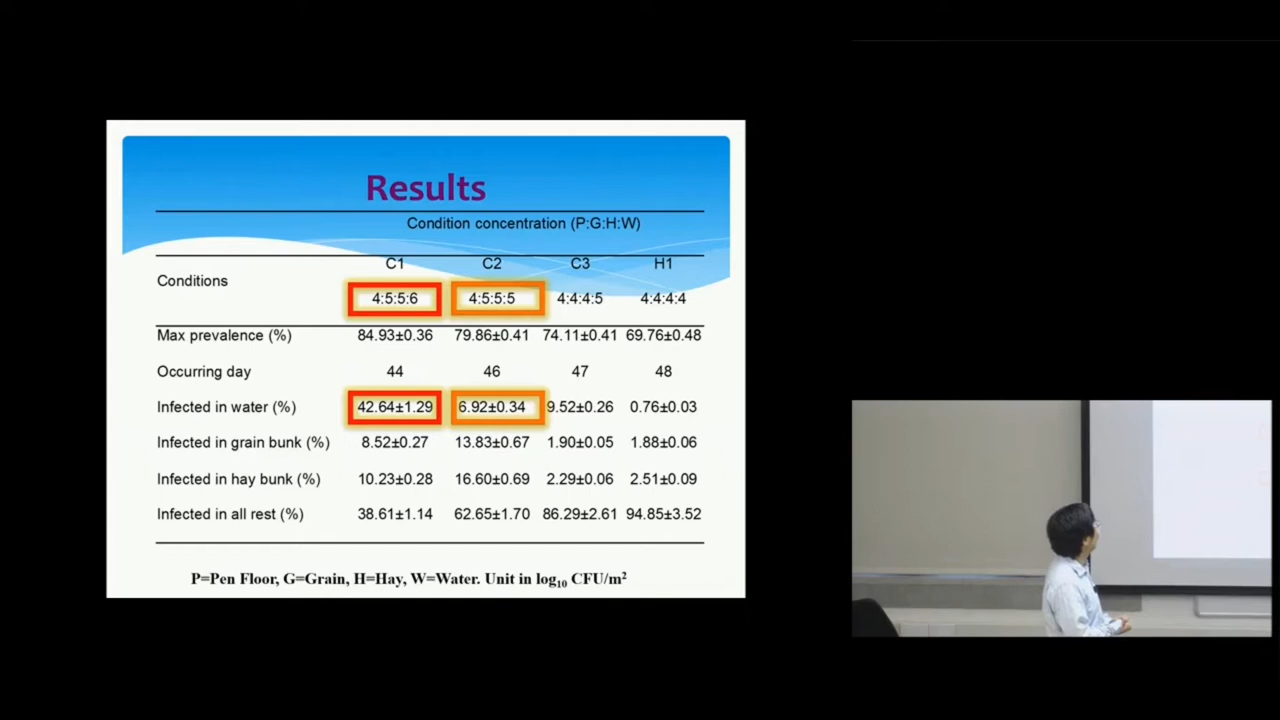 Results
Condition concentration (P:G:H:W)
Conditions
C1 C2 C3 H1
4:5:5:6 4:5:5:5 4:4:4:5 4:4:4:4
Max prevalence (%) 84.93±0.36 79.86±0.41 74.11±0.41 69.76±0.48
Occurring day 44 46 47 48
Infected in water (%) 42.64±1.29 6.92±0.34 9.52±0.26 0.76±0.03
Infected in grain bunk (%) 8.52±0.27 13.83±0.67 1.90±0.05 1.88±0.06
Infected in hay bunk (%) 10.23±0.28 16.60±0.69 2.29±0.06 2.51±0.09
Infected in all rest (%) 38.61±1.14 62.65±1.70 86.29±2.61 94.85±3.52
P=Pen Floor, G=Grain, H=Hay, W=Water. Unit in log₁₀ CFU/m²